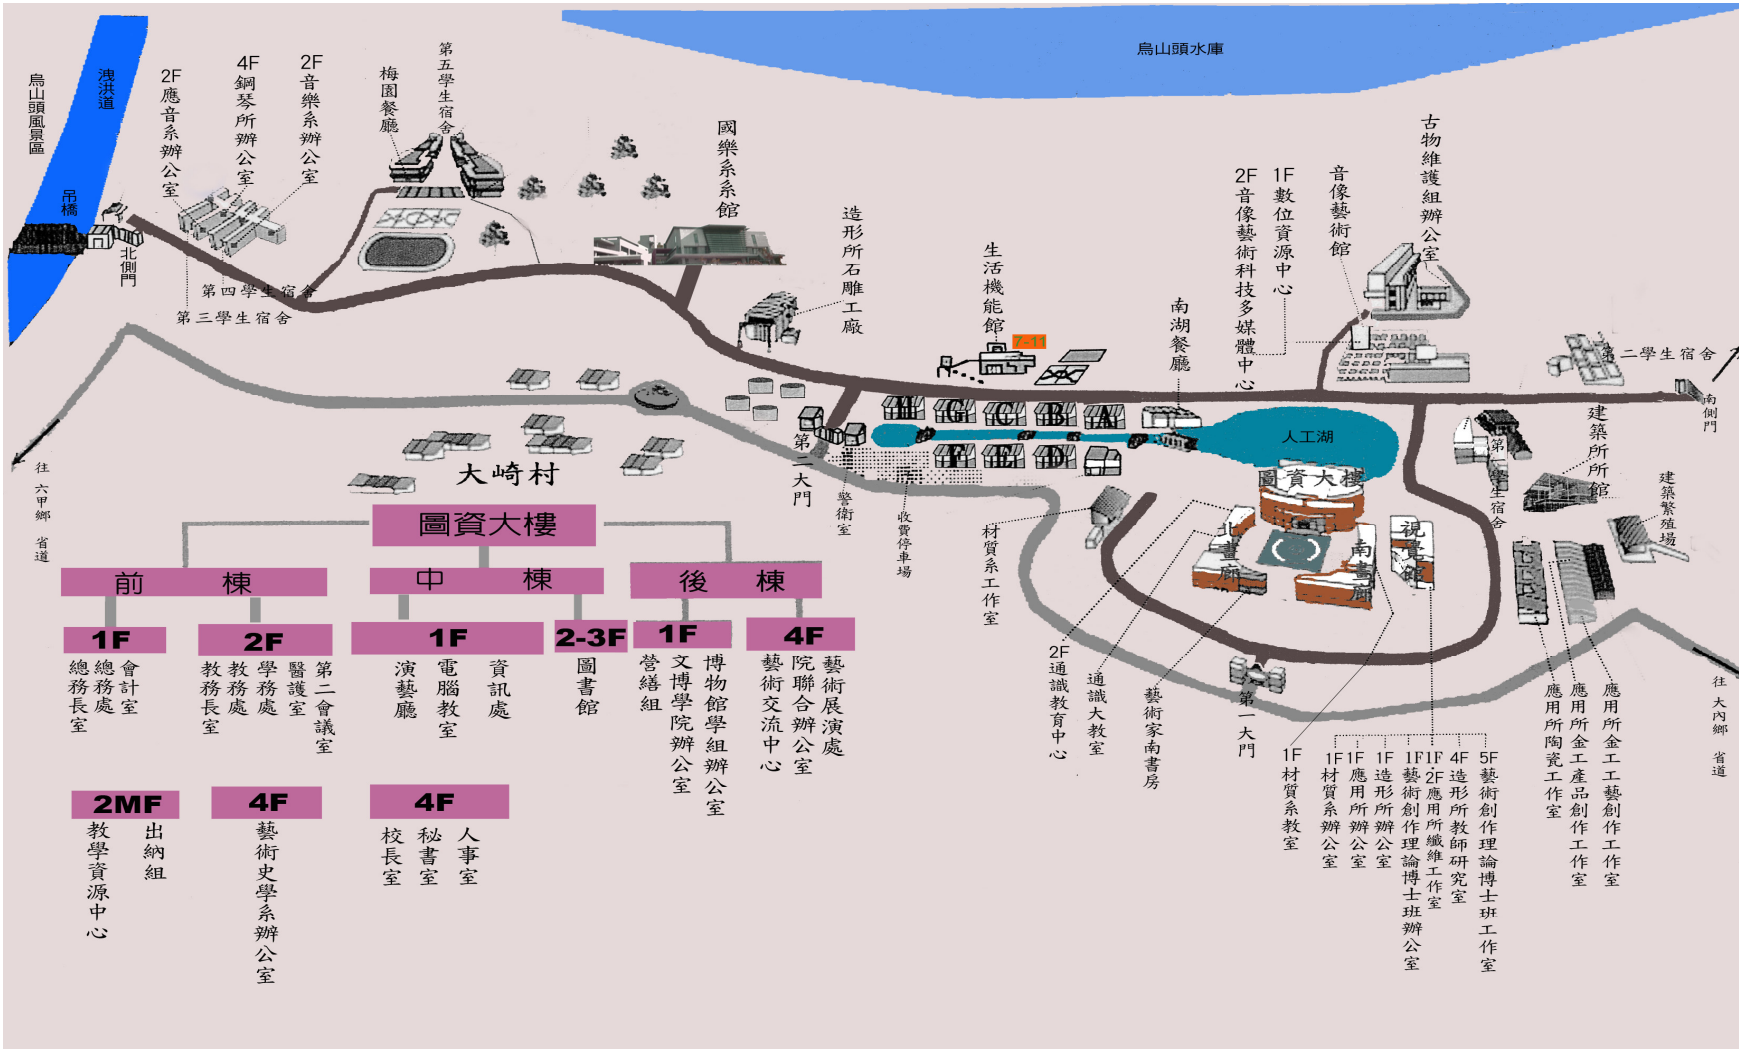 烏山頭水庫
烏山頭風景區
洩洪道
吊橋
北側門
2F應音系辦公室
4F鋼琴所辦公室
2F音樂系辦公室
第四學生宿舍
第三學生宿舍
梅園餐廳
第五學生宿舍
國樂系系館
造形所石雕工廠
生活機能館
7-11
南湖餐廳
2F音像藝術科技多媒體中心
1F數位資源中心
音像藝術館
古物維護組辦公室
第二學生宿舍
南側門
H
G
C
B
A
F
E
D
人工湖
第二大門
警衛室
收費停車場
大崎村
往 六甲鄉 省道
材質系工作室
圖資大樓
北畫廊
南畫廊
視覺館
第一學生宿舍
建築所所館
建築繁殖場
2F通識教育中心
通識大教室
藝術家南書房
第一大門
1F材質系教室
1F材質系辦公室
1F應用所辦公室
1F造形所辦公室
1F藝術創作理論博士班辦公室
1F.2F應用所纖維工作室
4F造形所教師研究室
5F藝術創作理論博士班工作室
應用所陶瓷工作室
應用所金工產品創作工作室
應用所金工工藝創作工作室
往 大內鄉 省道
圖資大樓
前棟
中棟
後棟
1F
總務長室
總務處
會計室
2F
教務長室
教務處
學務處
醫護室
第二會議室
1F
演藝廳
電腦教室
資訊處
2-3F
圖書館
1F
營繕組
文博學院辦公室
博物館學組辦公室
4F
藝術交流中心
院聯合辦公室
藝術展演處
2MF
教學資源中心
出納組
4F
藝術史學系辦公室
4F
校長室
秘書室
人事室